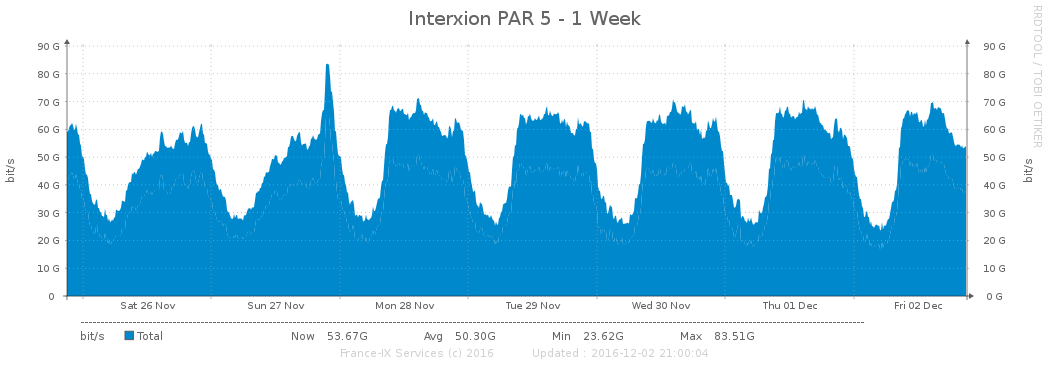 Interxion PAR 5 - 1 Week
RRDTOOL / TOBI OETIKER
bit/s
90 G 90 G
80 G 80 G
70 G 70 G
60 G 60 G
50 G 50 G
40 G 40 G
30 G 30 G
20 G 20 G
10 G 10 G
0 0 G
bit/s
Sat 26 Nov Sun 27 Nov Mon 28 Nov Tue 29 Nov Wed 30 Nov Thu 01 Dec Fri 02 Dec
bit/s Total Now 53.67G Avg 50.30G Min 23.62G Max 83.51G
France-IX Services (c) 2016 Updated : 2016-12-02 21:00:04